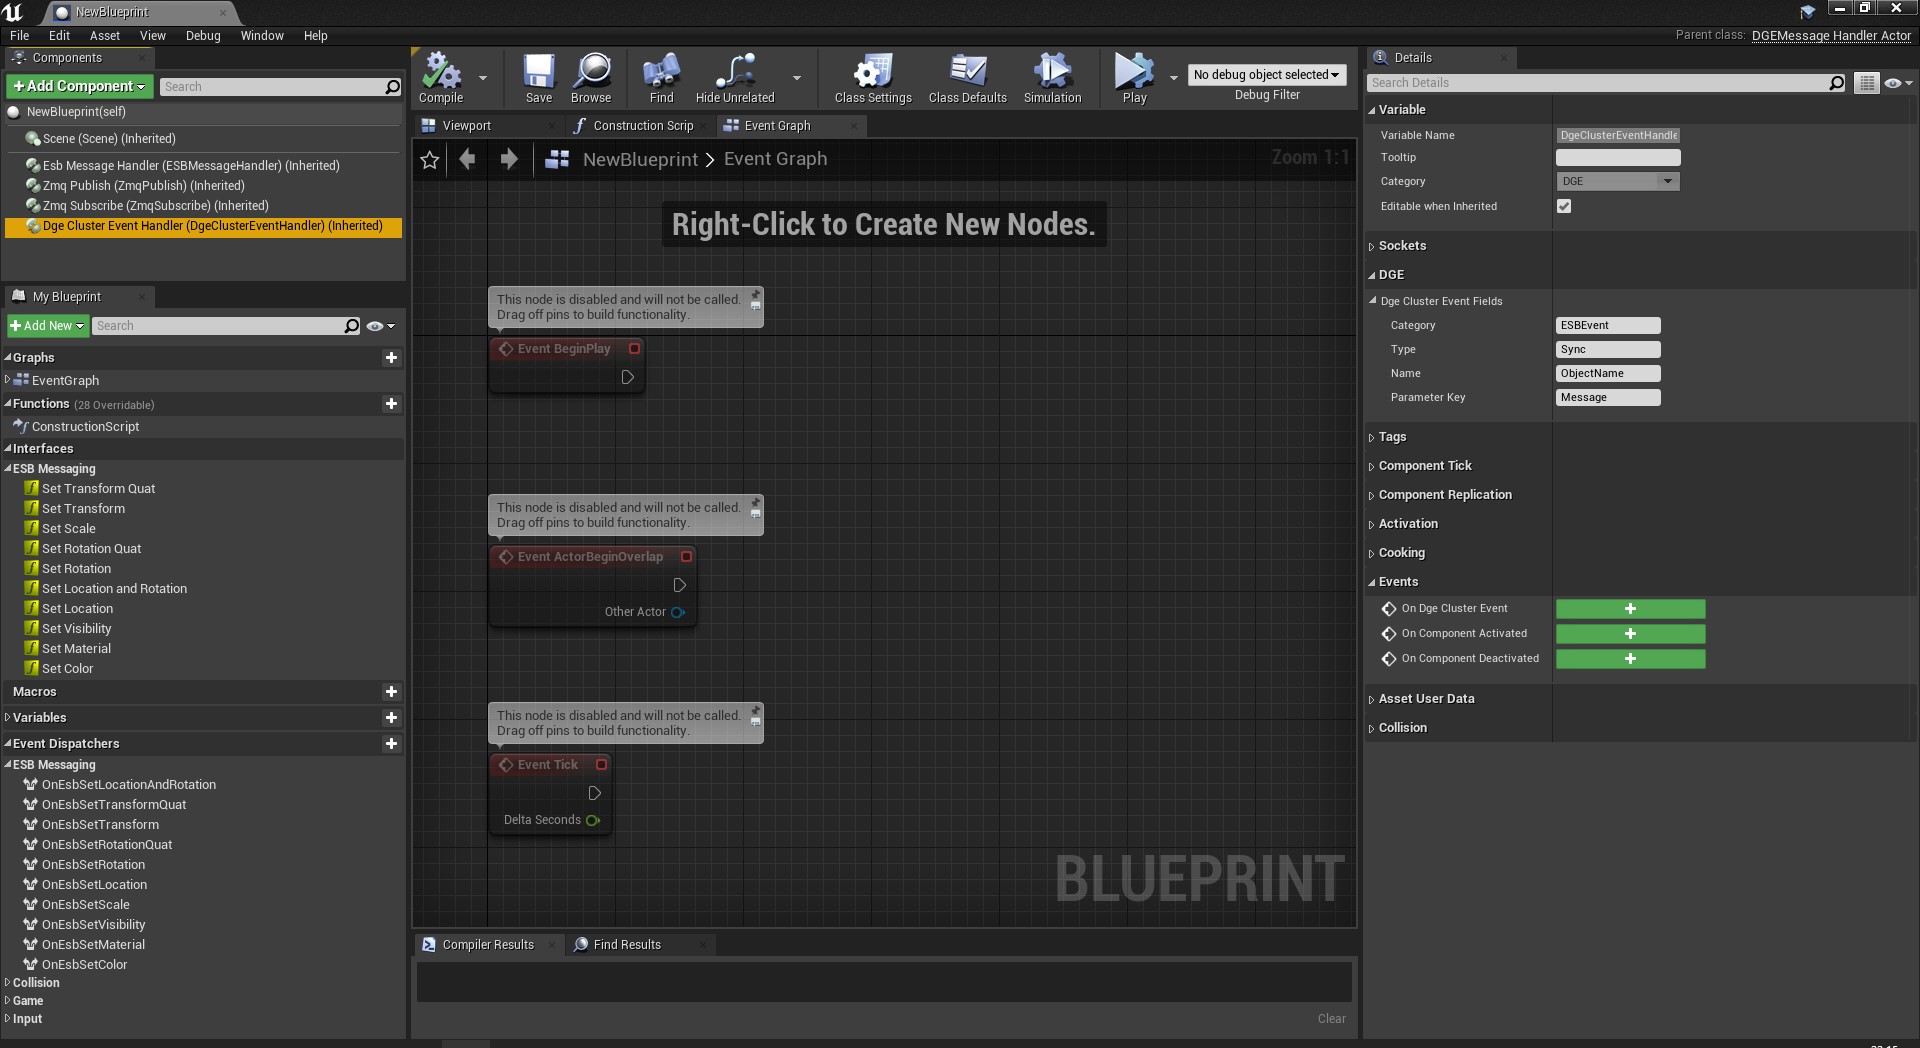 NewBlueprint
File Edit Asset View Debug Window Help
Parent class: DGEMessage Handler Actor
Components
+ Add Component
Search
NewBlueprint(self)
Scene (Scene) (Inherited)
Esb Message Handler (ESBMessageHandler) (Inherited)
Zmq Publish (ZmqPublish) (Inherited)
Zmq Subscribe (ZmqSubscribe) (Inherited)
Dge Cluster Event Handler (DgeClusterEventHandler) (Inherited)
My Blueprint
+ Add New
Search
Graphs
EventGraph
Functions (28 Overridable)
ConstructionScript
Interfaces
ESB Messaging
Set Transform Quat
Set Transform
Set Scale
Set Rotation Quat
Set Rotation
Set Location and Rotation
Set Location
Set Visibility
Set Material
Set Color
Macros
Variables
Event Dispatchers
ESB Messaging
OnEsbSetLocationAndRotation
OnEsbSetTransformQuat
OnEsbSetTransform
OnEsbSetRotationQuat
OnEsbSetRotation
OnEsbSetLocation
OnEsbSetScale
OnEsbSetVisibility
OnEsbSetMaterial
OnEsbSetColor
Collision
Game
Input
Compile
Save
Browse
Find
Hide Unrelated
Class Settings
Class Defaults
Simulation
Play
No debug object selected
Debug Filter
Viewport
Construction Scrip
Event Graph
NewBlueprint > Event Graph
Zoom 1:1
Right-Click to Create New Nodes.
This node is disabled and will not be called.
Drag off pins to build functionality.
Event BeginPlay
This node is disabled and will not be called.
Drag off pins to build functionality.
Event ActorBeginOverlap
Other Actor
This node is disabled and will not be called.
Drag off pins to build functionality.
Event Tick
Delta Seconds
BLUEPRINT
Compiler Results
Find Results
Clear
Details
Search Details
Variable
Variable Name DgeClusterEventHandle
Tooltip
Category DGE
Editable when Inherited
Sockets
DGE
Dge Cluster Event Fields
Category ESBEvent
Type Sync
Name ObjectName
Parameter Key Message
Tags
Component Tick
Component Replication
Activation
Cooking
Events
On Dge Cluster Event
On Component Activated
On Component Deactivated
Asset User Data
Collision